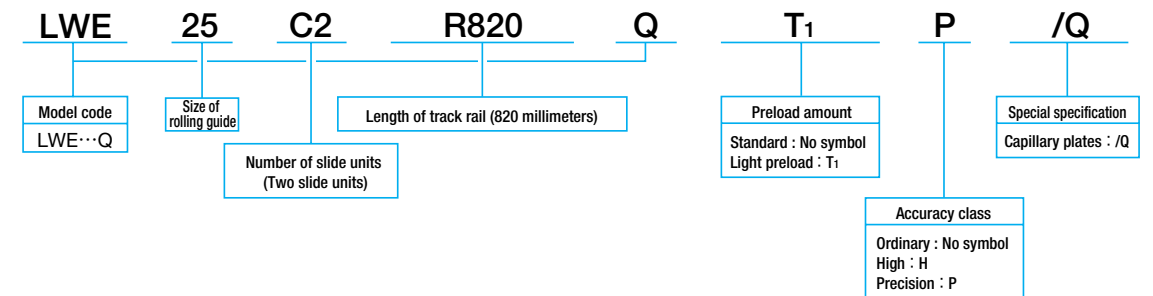 LWE 25 C2 R820 Q T1 P /Q
Model code
LWE···Q
Size of
rolling guide
Number of slide units
(Two slide units)
Length of track rail (820 millimeters)
Preload amount
Standard : No symbol
Light preload : T1
Accuracy class
Ordinary : No symbol
High : H
Precision : P
Special specification
Capillary plates : /Q